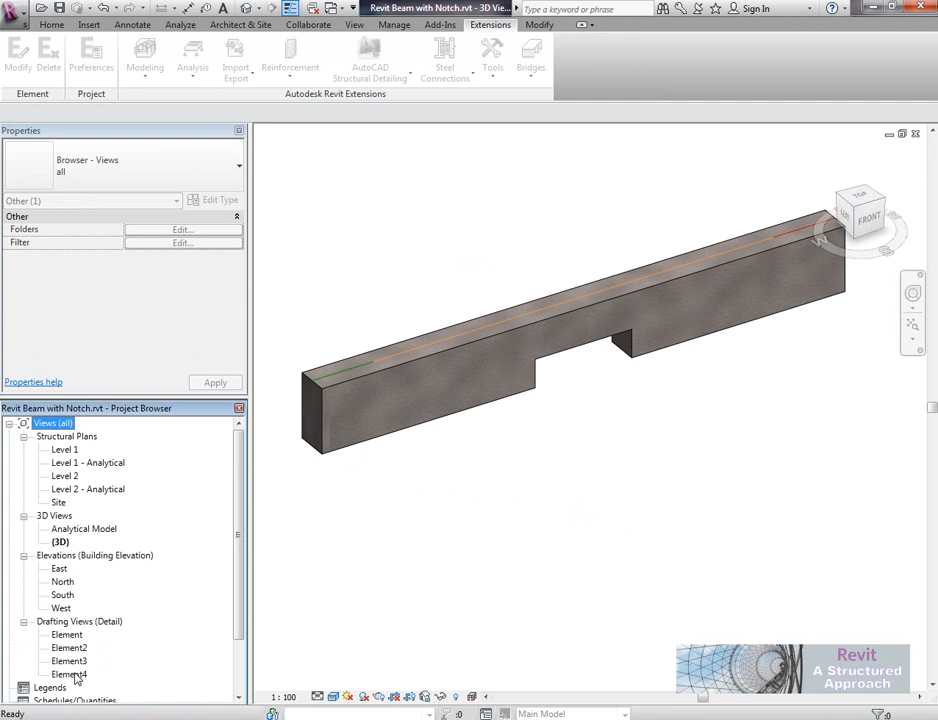 Revit Beam with Notch.rvt - 3D Vie...
Type a keyword or phrase
Sign In
Home Insert Annotate Analyze Architect & Site Collaborate View Manage Add-Ins Extensions Modify
Modify Delete Preferences Modeling Analysis Import Export Reinforcement AutoCAD Structural Detailing Steel Connections Tools Bridges
Element Project Autodesk Revit Extensions
Properties
Browser - Views
all
Other (1) Edit Type
Other
Folders Edit...
Filter Edit...
Properties help Apply
Revit Beam with Notch.rvt - Project Browser
Views (all)
Structural Plans
Level 1
Level 1 - Analytical
Level 2
Level 2 - Analytical
Site
3D Views
Analytical Model
{3D}
Elevations (Building Elevation)
East
North
South
West
Drafting Views (Detail)
Element
Element2
Element3
Element4
Legends
Schedules/Quantities
TOP
FRONT
W
S
Revit
A Structured
Approach
1 : 100
Ready
:0
Main Model
:0